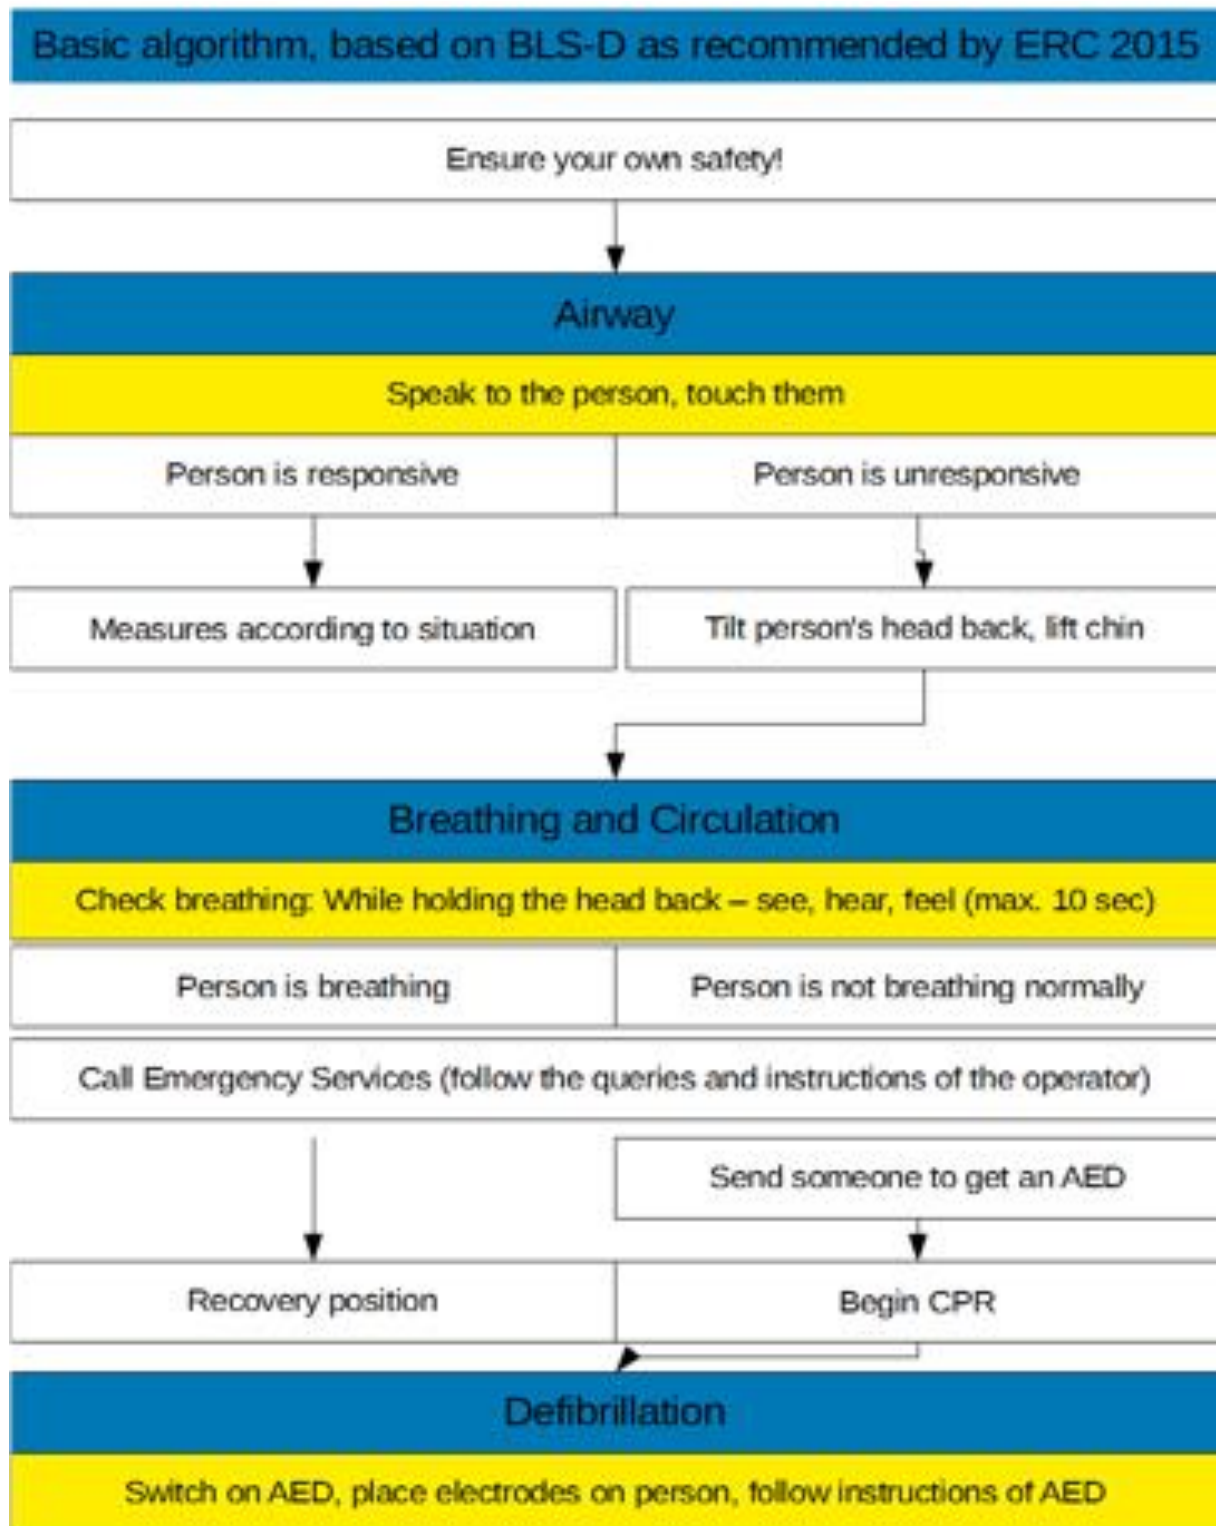 Basic algorithm, based on BLS-D as recommended by ERC 2015
Ensure your own safety!
Airway
Speak to the person, touch them
Person is responsive
Person is unresponsive
Measures according to situation
Tilt person's head back, lift chin
Breathing and Circulation
Check breathing: While holding the head back – see, hear, feel (max. 10 sec)
Person is breathing
Person is not breathing normally
Call Emergency Services (follow the queries and instructions of the operator)
Send someone to get an AED
Recovery position
Begin CPR
Defibrillation
Switch on AED, place electrodes on person, follow instructions of AED